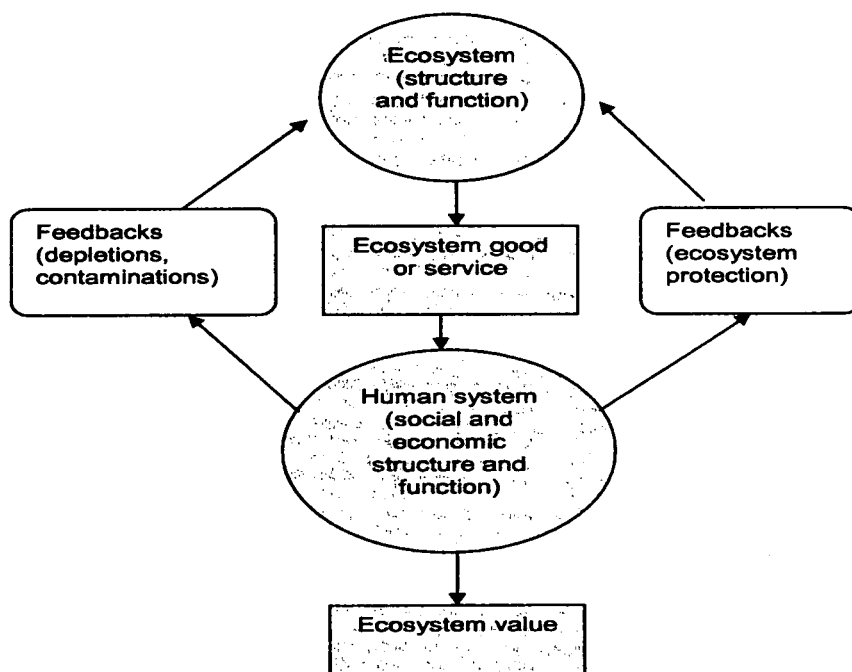 Ecosystem
(structure
and function)
Feedbacks
(depletions,
contaminations)
Ecosystem good
or service
Feedbacks
(ecosystem
protection)
Human system
(social and
economic
structure and
function)
Ecosystem value